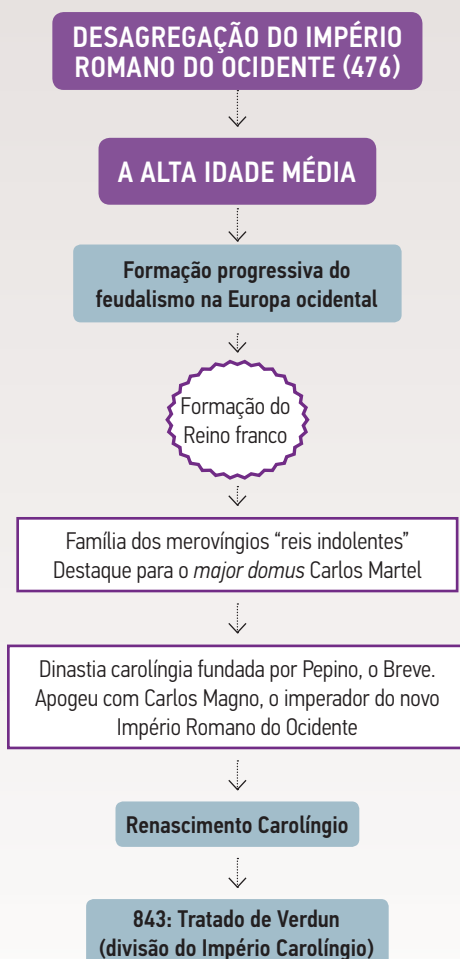 DESAGREGAÇÃO DO IMPÉRIO
ROMANO DO OCIDENTE (476)
A ALTA IDADE MÉDIA
Formação progressiva do
feudalismo na Europa ocidental
Formação do
Reino franco
Família dos merovíngios “reis indolentes”
Destaque para o major domus Carlos Martel
Dinastia carolíngia fundada por Pepino, o Breve.
Apogeu com Carlos Magno, o imperador do novo
Império Romano do Ocidente
Renascimento Carolíngio
843: Tratado de Verdun
(divisão do Império Carolíngio)